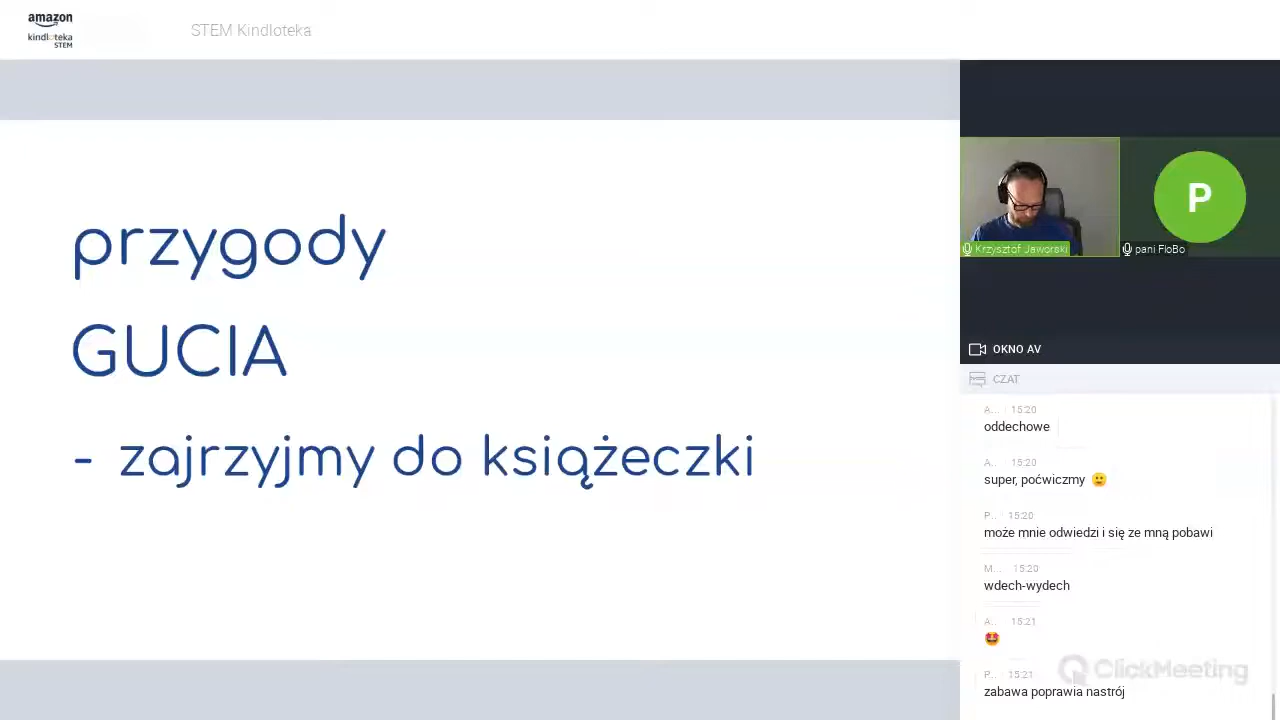 amazon
kindloteka
STEM
STEM Kindloteka
przygody
GUCIA
- zajrzyjmy do książeczki
Krzysztof Jaworski
P
pani FloBo
OKNO AV
CZAT
A... 15:20
oddechowe
A... 15:20
super, poćwiczmy
P... 15:20
może mnie odwiedzi i się ze mną pobawi
M... 15:20
wdech-wydech
A... 15:21
P... 15:21
zabawa poprawia nastrój
ClickMeeting